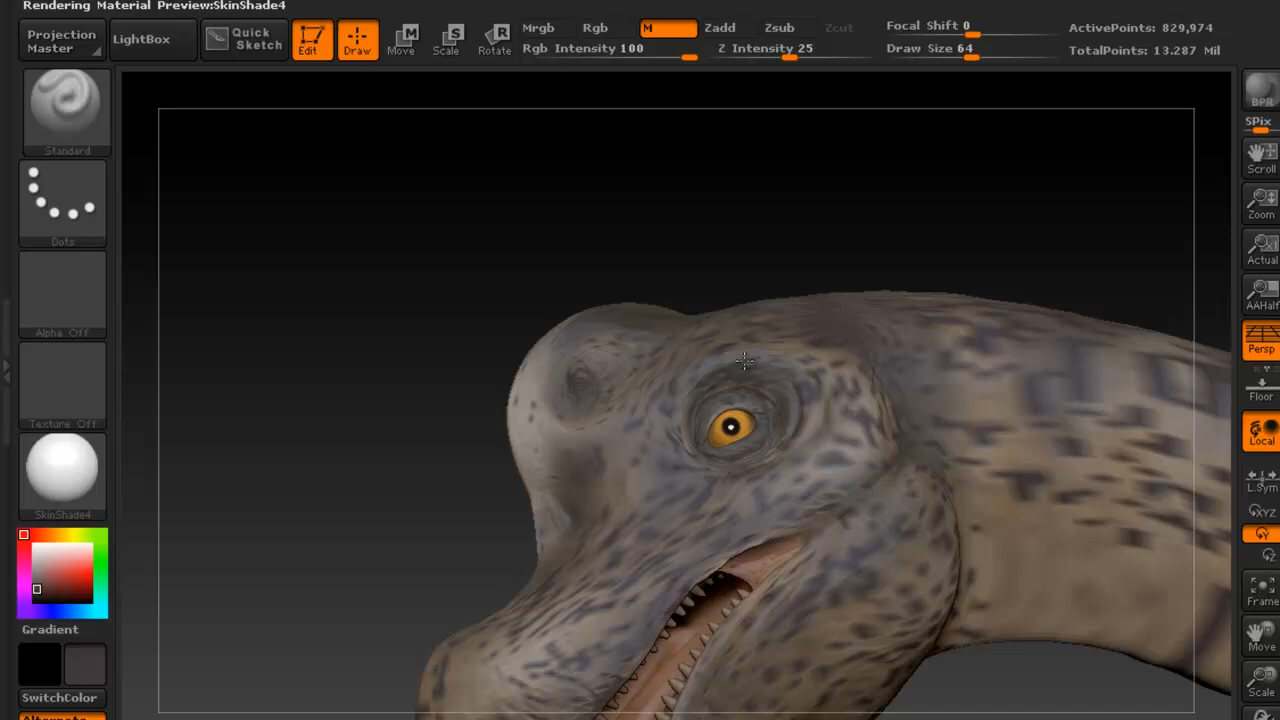 Rendering Material Preview:SkinShade4
Projection Master
LightBox
Quick Sketch
Edit
Draw
Move
Scale
Rotate
Mrgb
Rgb
M
Zadd
Zsub
Zcut
Rgb Intensity 100
Z Intensity 25
Focal Shift 0
Draw Size 64
ActivePoints: 829,974
TotalPoints: 13.287 Mil
Standard
Dots
Alpha Off
Texture Off
SkinShade4
Gradient
SwitchColor
Alternate
BPR
SPix
Scroll
Zoom
Actual
AAHalf
Persp
Floor
Local
L.Sym
XYZ
Y
Z
Frame
Move
Scale